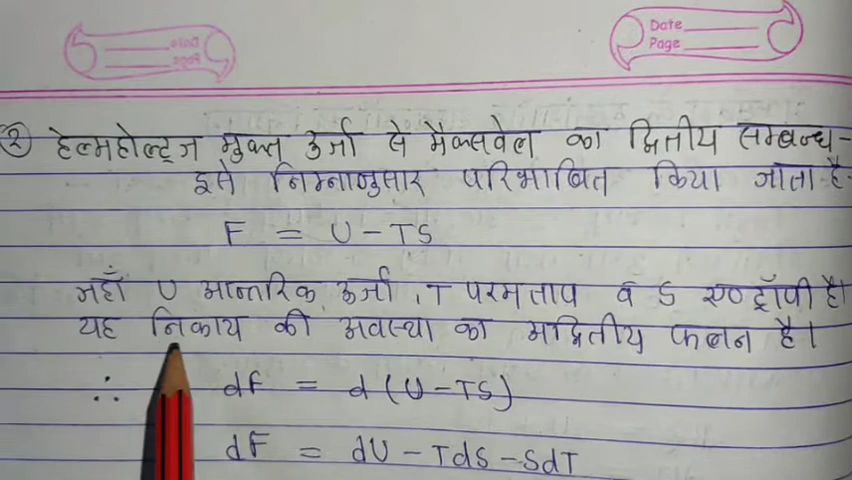 Date
Page
② हेल्महोल्ट्ज मुक्त ऊर्जा से मैक्सवेल का द्वितीय सम्बन्ध-
इसे निम्नानुसार परिभाषित किया जाता है-
F = U - TS
जहाँ U आन्तरिक ऊर्जा, T परमताप व S एण्ट्रॉपी है।
यह निकाय की अवस्था का अद्वितीय फलन है।
∴ dF = d (U - TS)
dF = dU - TdS - SdT